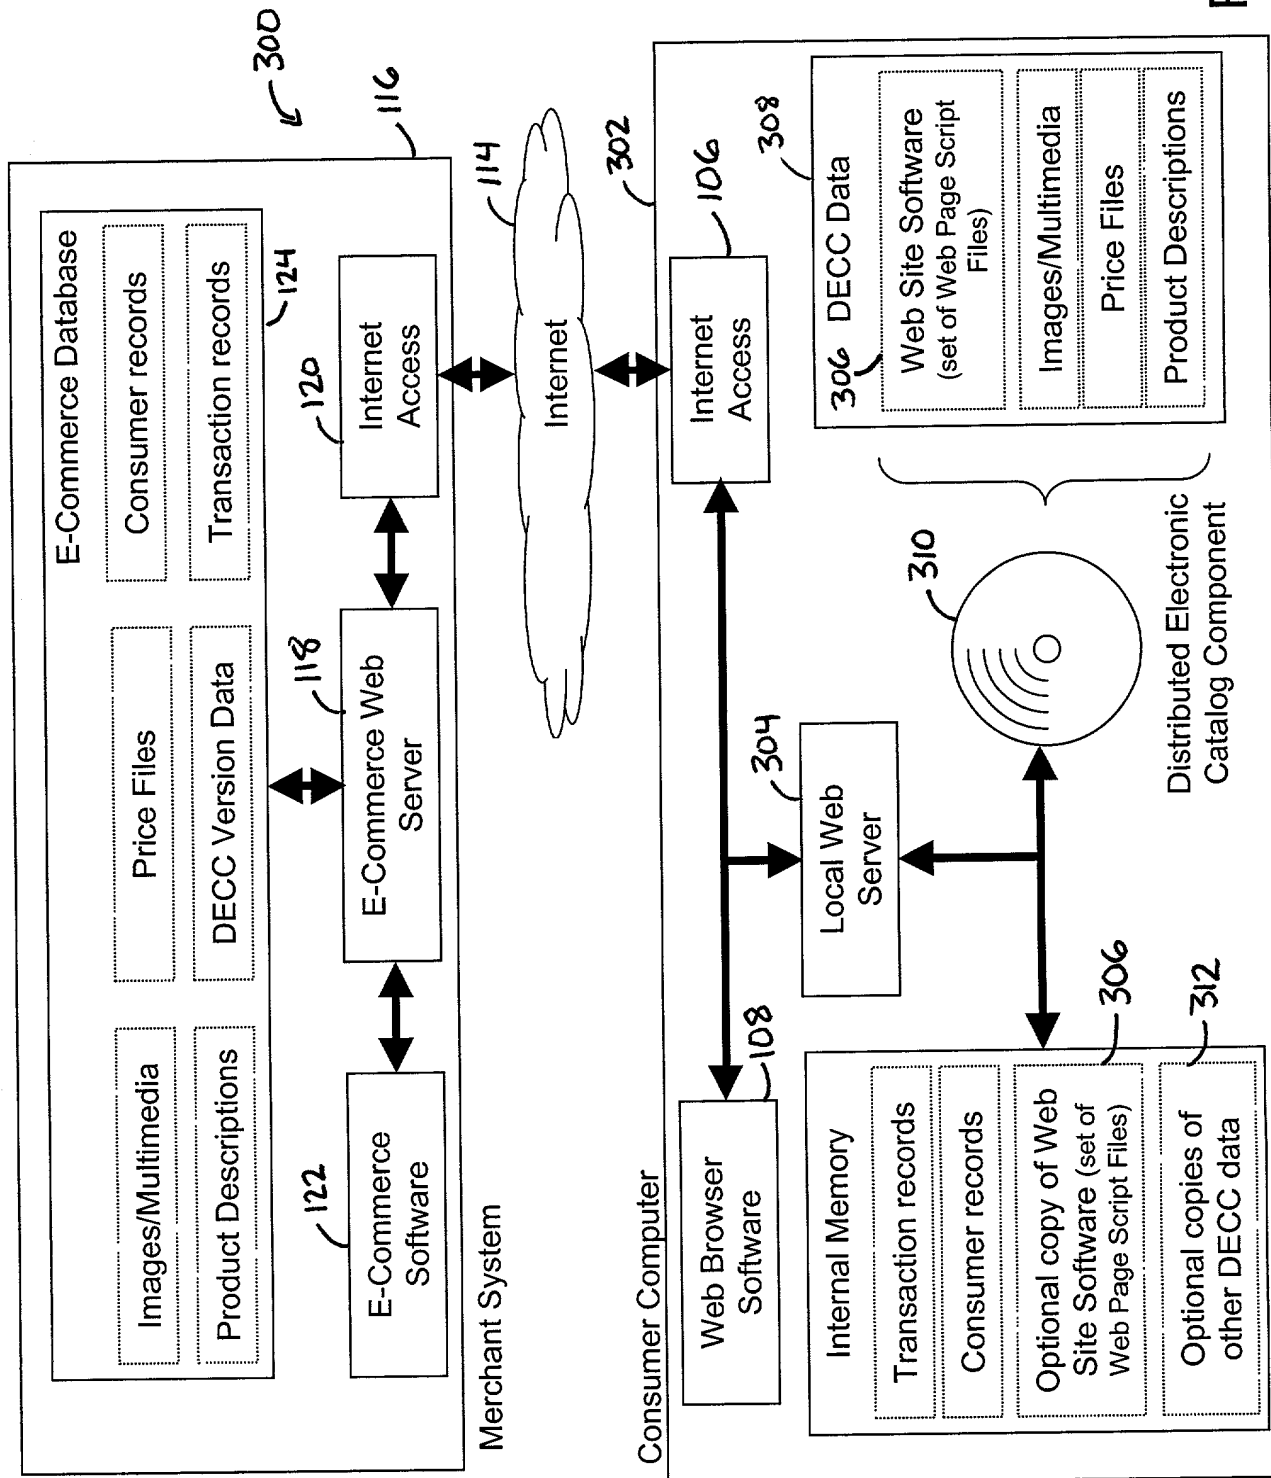 300
116
E-Commerce Database
Images/Multimedia
Price Files
Consumer records
Product Descriptions
DECC Version Data
Transaction records
124
122
E-Commerce
Software
118
E-Commerce Web
Server
120
Internet
Access
Merchant System
114
Internet
Consumer Computer
302
Web Browser
Software
108
Internet
Access
106
304
Local Web
Server
Internal Memory
Transaction records
Consumer records
Optional copy of Web
Site Software (set of
Web Page Script Files)
306
Optional copies of
other DECC data
312
310
Distributed Electronic
Catalog Component
308
306 DECC Data
Web Site Software
(set of Web Page Script
Files)
Images/Multimedia
Price Files
Product Descriptions